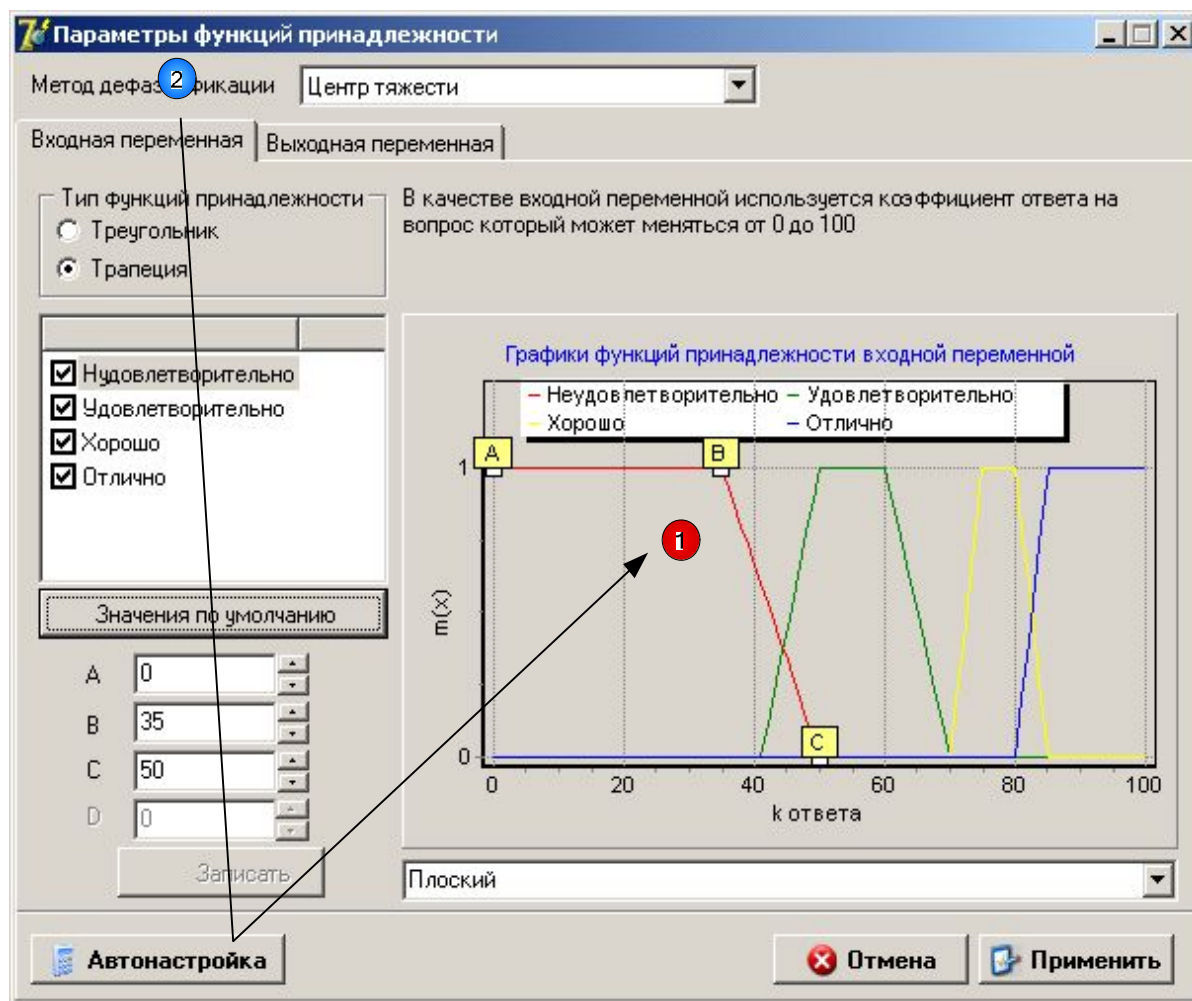 Параметры функций принадлежности
Метод дефаз фикации Центр тяжести
2
Входная переменная Выходная переменная
Тип функций принадлежности
Треугольник
Трапеция
В качестве входной переменной используется коэффициент ответа на
вопрос который может меняться от 0 до 100
Нудовлетворительно
Удовлетворительно
Хорошо
Отлично
Значения по умолчанию
A 0
B 35
C 50
D 0
Записать
Графики функций принадлежности входной переменной
Неудовлетворительно Удовлетворительно
Хорошо Отлично
A B
1
1
m(x)
C
0
0 20 40 60 80 100
k ответа
Плоский
Автонастройка Отмена Применить